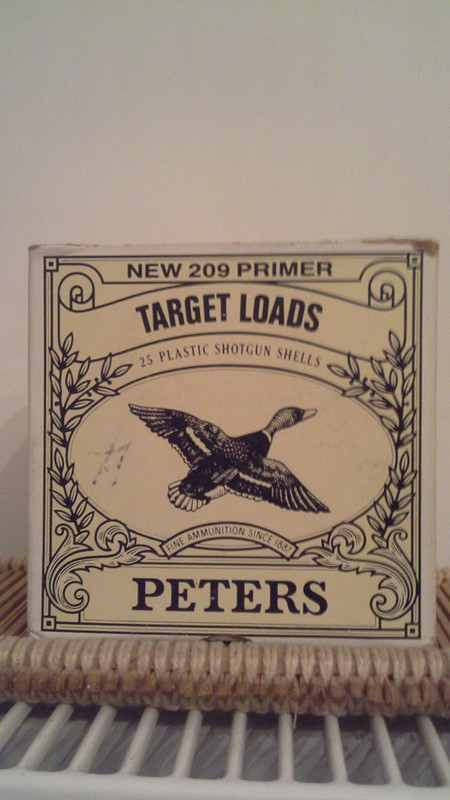 NEW 209 PRIMER
TARGET LOADS
25 PLASTIC SHOTGUN SHELLS
FINE AMMUNITION SINCE 1887
PETERS